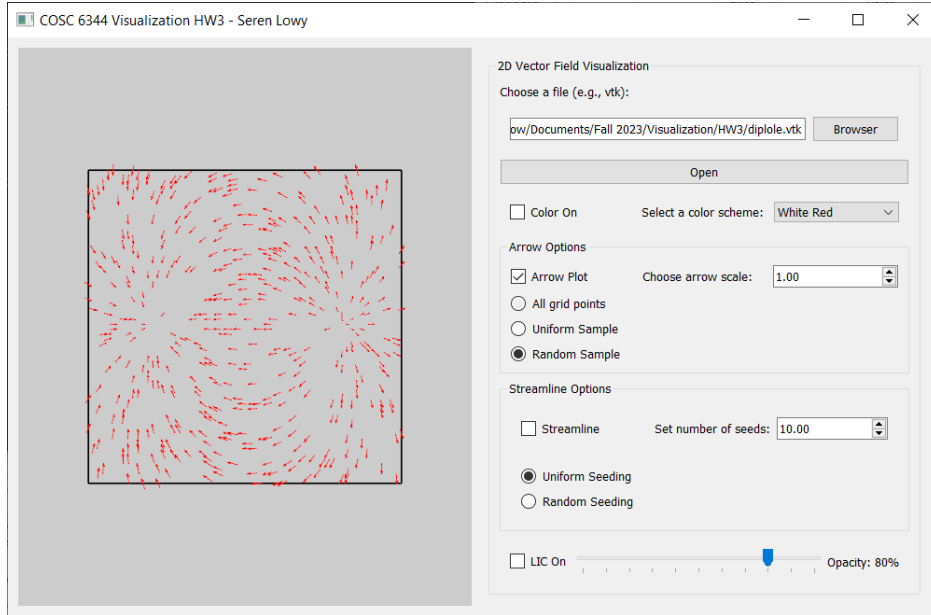 COSC 6344 Visualization HW3 - Seren Lowy
2D Vector Field Visualization
Choose a file (e.g., vtk):
ow/Documents/Fall 2023/Visualization/HW3/diplole.vtk Browser
Open
Color On Select a color scheme: White Red
Arrow Options
Arrow Plot Choose arrow scale: 1.00
All grid points
Uniform Sample
Random Sample
Streamline Options
Streamline Set number of seeds: 10.00
Uniform Seeding
Random Seeding
LIC On Opacity: 80%